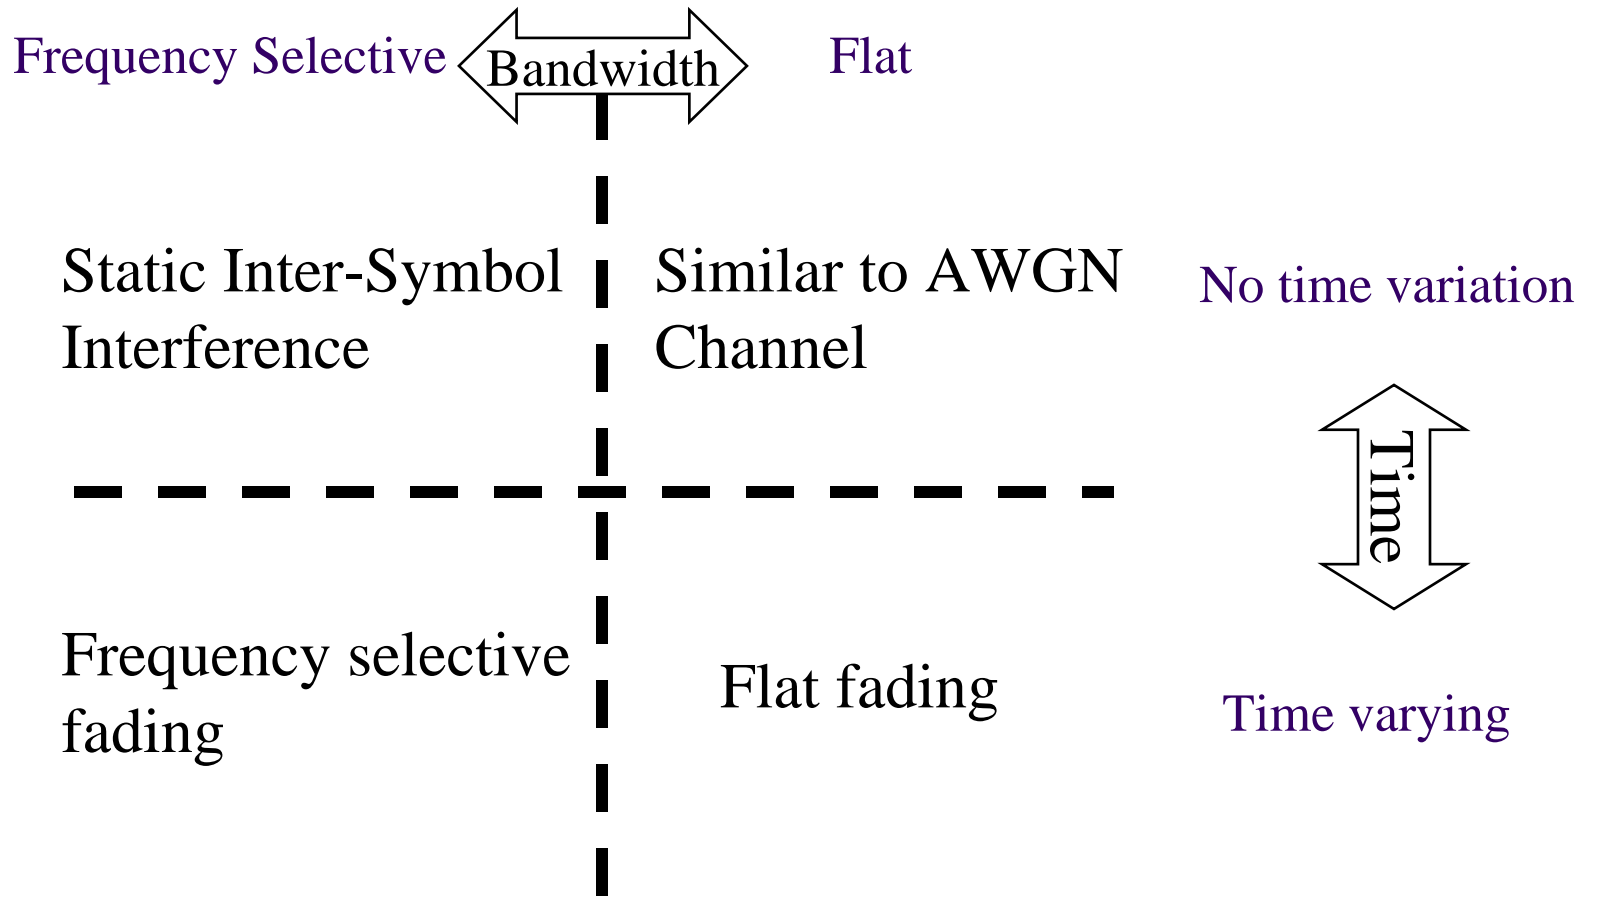 Frequency Selective
Bandwidth
Flat
Static Inter-Symbol
Interference
Similar to AWGN
Channel
No time variation
Time
Frequency selective
fading
Flat fading
Time varying